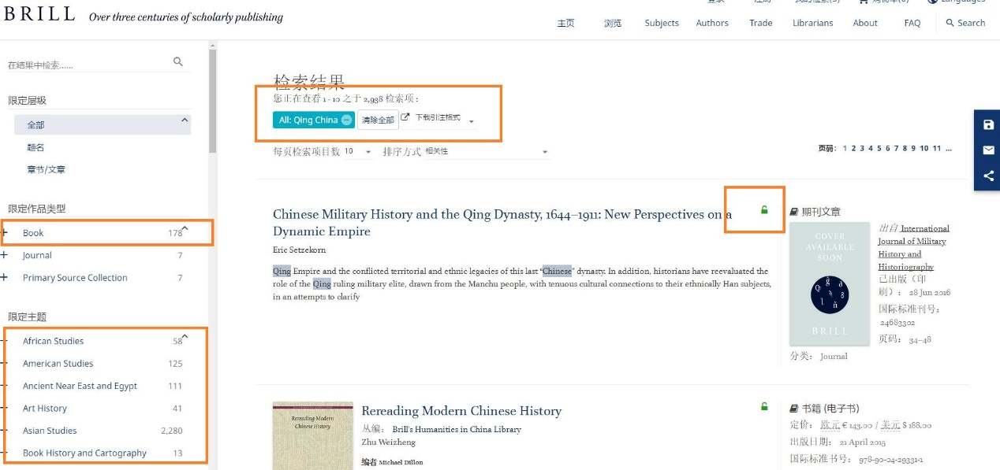 BRILL Over three centuries of scholarly publishing
Languages
主页 浏览 Subjects Authors Trade Librarians About FAQ Search
在结果中检索......
限定层级
全部
题名
章节/文章
限定作品类型
Book 178
Journal 7
Primary Source Collection 7
限定主题
African Studies 58
American Studies 125
Ancient Near East and Egypt 111
Art History 41
Asian Studies 2,280
Book History and Cartography 13
检索结果
您正在查看 1 - 10 之于 2,938 检索项：
All: Qing China 清除全部 下载引注格式
每页检索项目数 10 排序方式 相关性
页码： 1 2 3 4 5 6 7 8 9 10 11 ...
Chinese Military History and the Qing Dynasty, 1644–1911: New Perspectives on a
Dynamic Empire
Eric Setzekorn
Qing Empire and the conflicted territorial and ethnic legacies of this last “Chinese” dynasty. In addition, historians have reevaluated the
role of the Qing ruling military elite, drawn from the Manchu people, with tenuous cultural connections to their ethnically Han subjects,
in an attempts to clarify
期刊文章
COVER
AVAILABLE
SOON
BRILL
出自 International
Journal of Military
History and
Historiography
已出版（印
刷）： 28 Jun 2016
国际标准刊号：
24683302
页码： 34–48
分类： Journal
Rereading Modern
Chinese History
Rereading Modern Chinese History
丛编： Brill's Humanities in China Library
Zhu Weizheng
编者 Michael Dillon
书籍 (电子书)
定价： 欧元 € 143.00 / 美元 $ 188.00
出版日期： 21 April 2015
国际标准书号： 978-90-04-29331-1